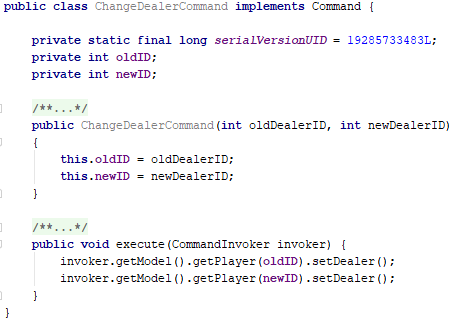 public class ChangeDealerCommand implements Command {
private static final long serialVersionUID = 19285733483L;
private int oldID;
private int newID;
/**...*/
public ChangeDealerCommand(int oldDealerID, int newDealerID)
{
this.oldID = oldDealerID;
this.newID = newDealerID;
}
/**...*/
public void execute(CommandInvoker invoker) {
invoker.getModel().getPlayer(oldID).setDealer();
invoker.getModel().getPlayer(newID).setDealer();
}
}